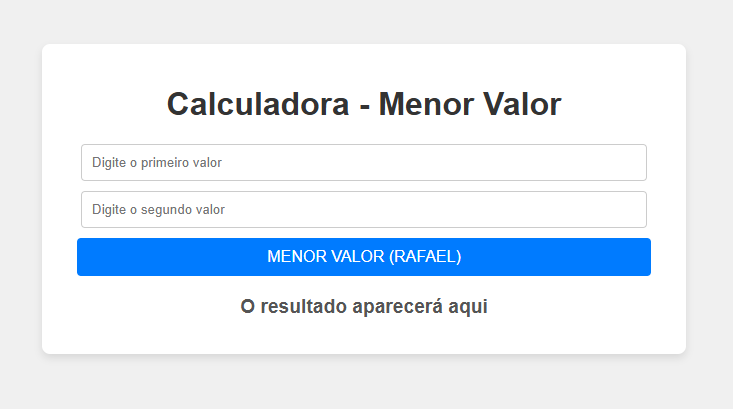 Calculadora - Menor Valor
Digite o primeiro valor
Digite o segundo valor
MENOR VALOR (RAFAEL)
O resultado aparecerá aqui